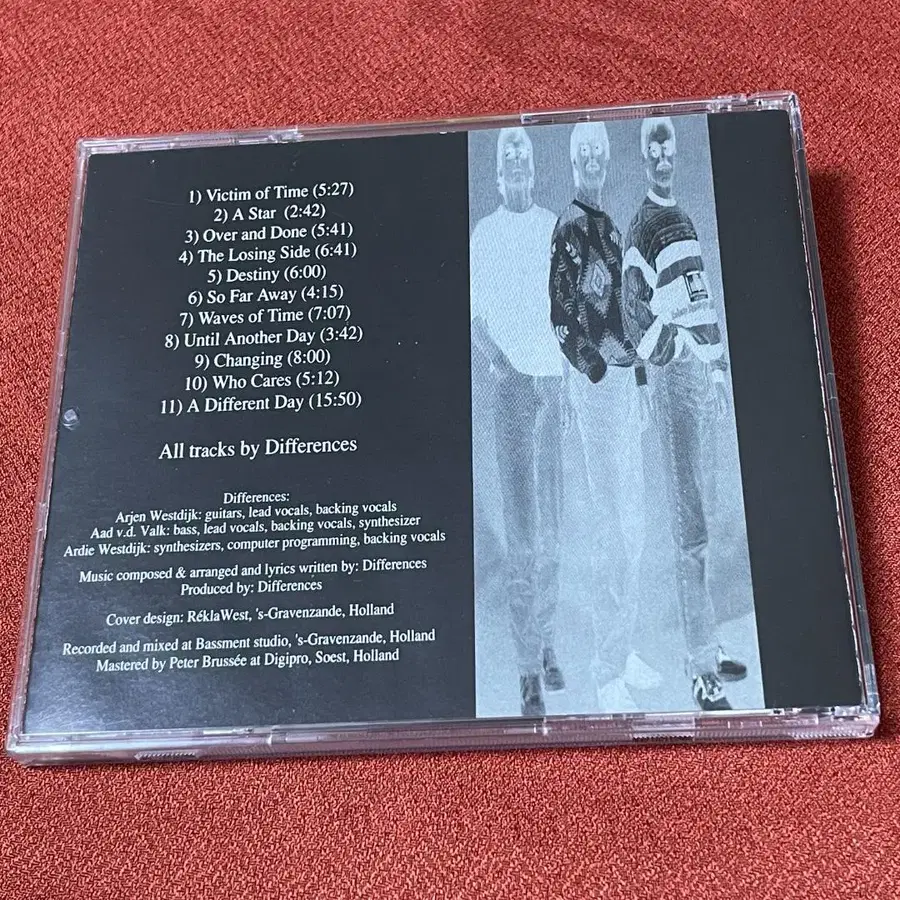 1) Victim of Time (5:27)
2) A Star (2:42)
3) Over and Done (5:41)
4) The Losing Side (6:41)
5) Destiny (6:00)
6) So Far Away (4:15)
7) Waves of Time (7:07)
8) Until Another Day (3:42)
9) Changing (8:00)
10) Who Cares (5:12)
11) A Different Day (15:50)
All tracks by Differences
Differences:
Arjen Westdijk: guitars, lead vocals, backing vocals
Aad v.d. Valk: bass, lead vocals, backing vocals, synthesizer
Ardie Westdijk: synthesizers, computer programming, backing vocals
Music composed & arranged and lyrics written by: Differences
Produced by: Differences
Cover design: RéklaWest, 's-Gravenzande, Holland
Recorded and mixed at Bassment studio, 's-Gravenzande, Holland
Mastered by Peter Brussée at Digipro, Soest, Holland